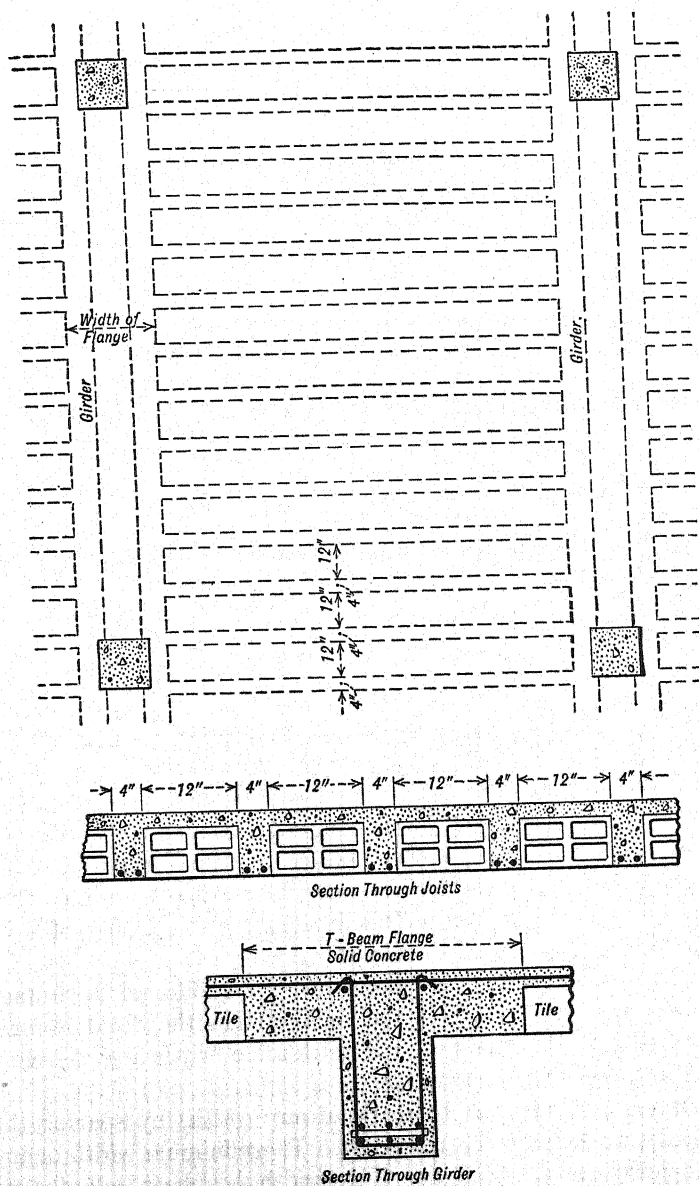 Width of
Flange
Girder
Girder.
12"
4"
12"
4"
12"
4"
4" 12" 4" 12" 4" 12" 4" 12" 4"
Section Through Joists
T-Beam Flange
Solid Concrete
Tile
Tile
Section Through Girder